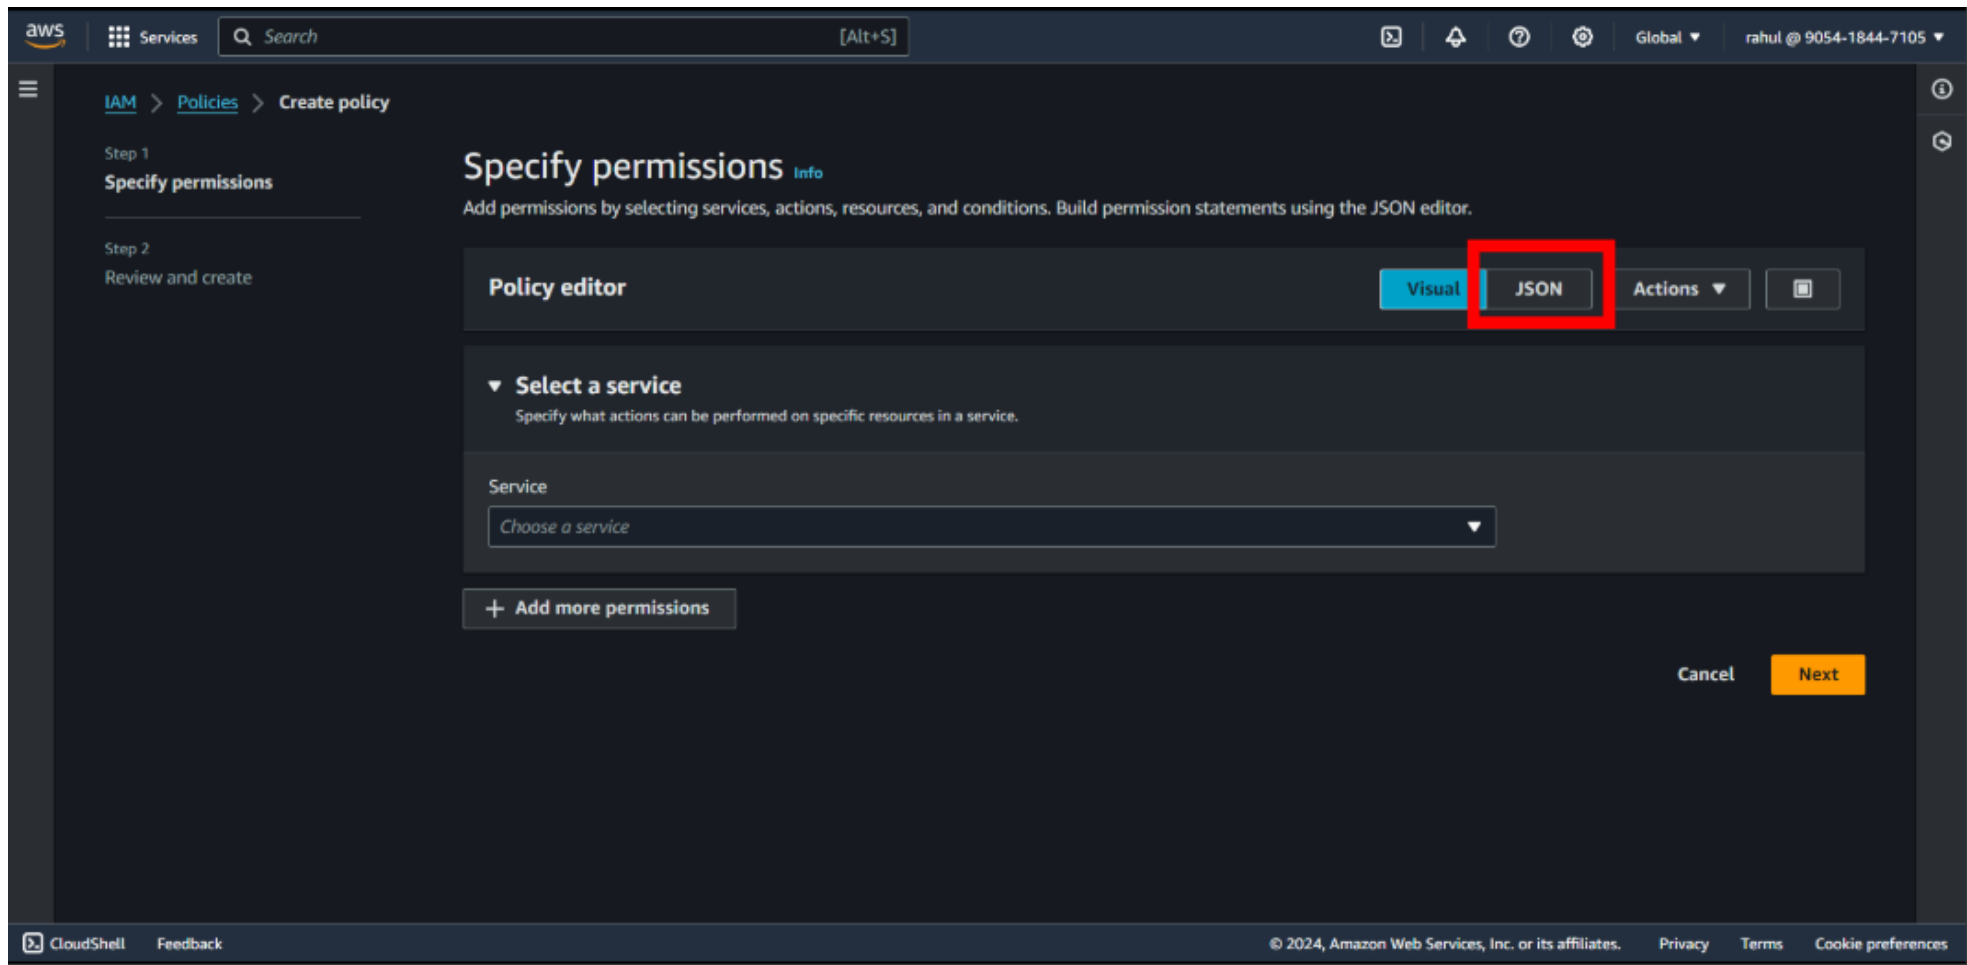 aws Services Search [Alt+S] Global rahul @ 9054-1844-7105
IAM > Policies > Create policy
Step 1
Specify permissions
Step 2
Review and create
Specify permissions Info
Add permissions by selecting services, actions, resources, and conditions. Build permission statements using the JSON editor.
Policy editor Visual JSON Actions
Select a service
Specify what actions can be performed on specific resources in a service.
Service
Choose a service
+ Add more permissions
Cancel Next
CloudShell Feedback © 2024, Amazon Web Services, Inc. or its affiliates. Privacy Terms Cookie preferences